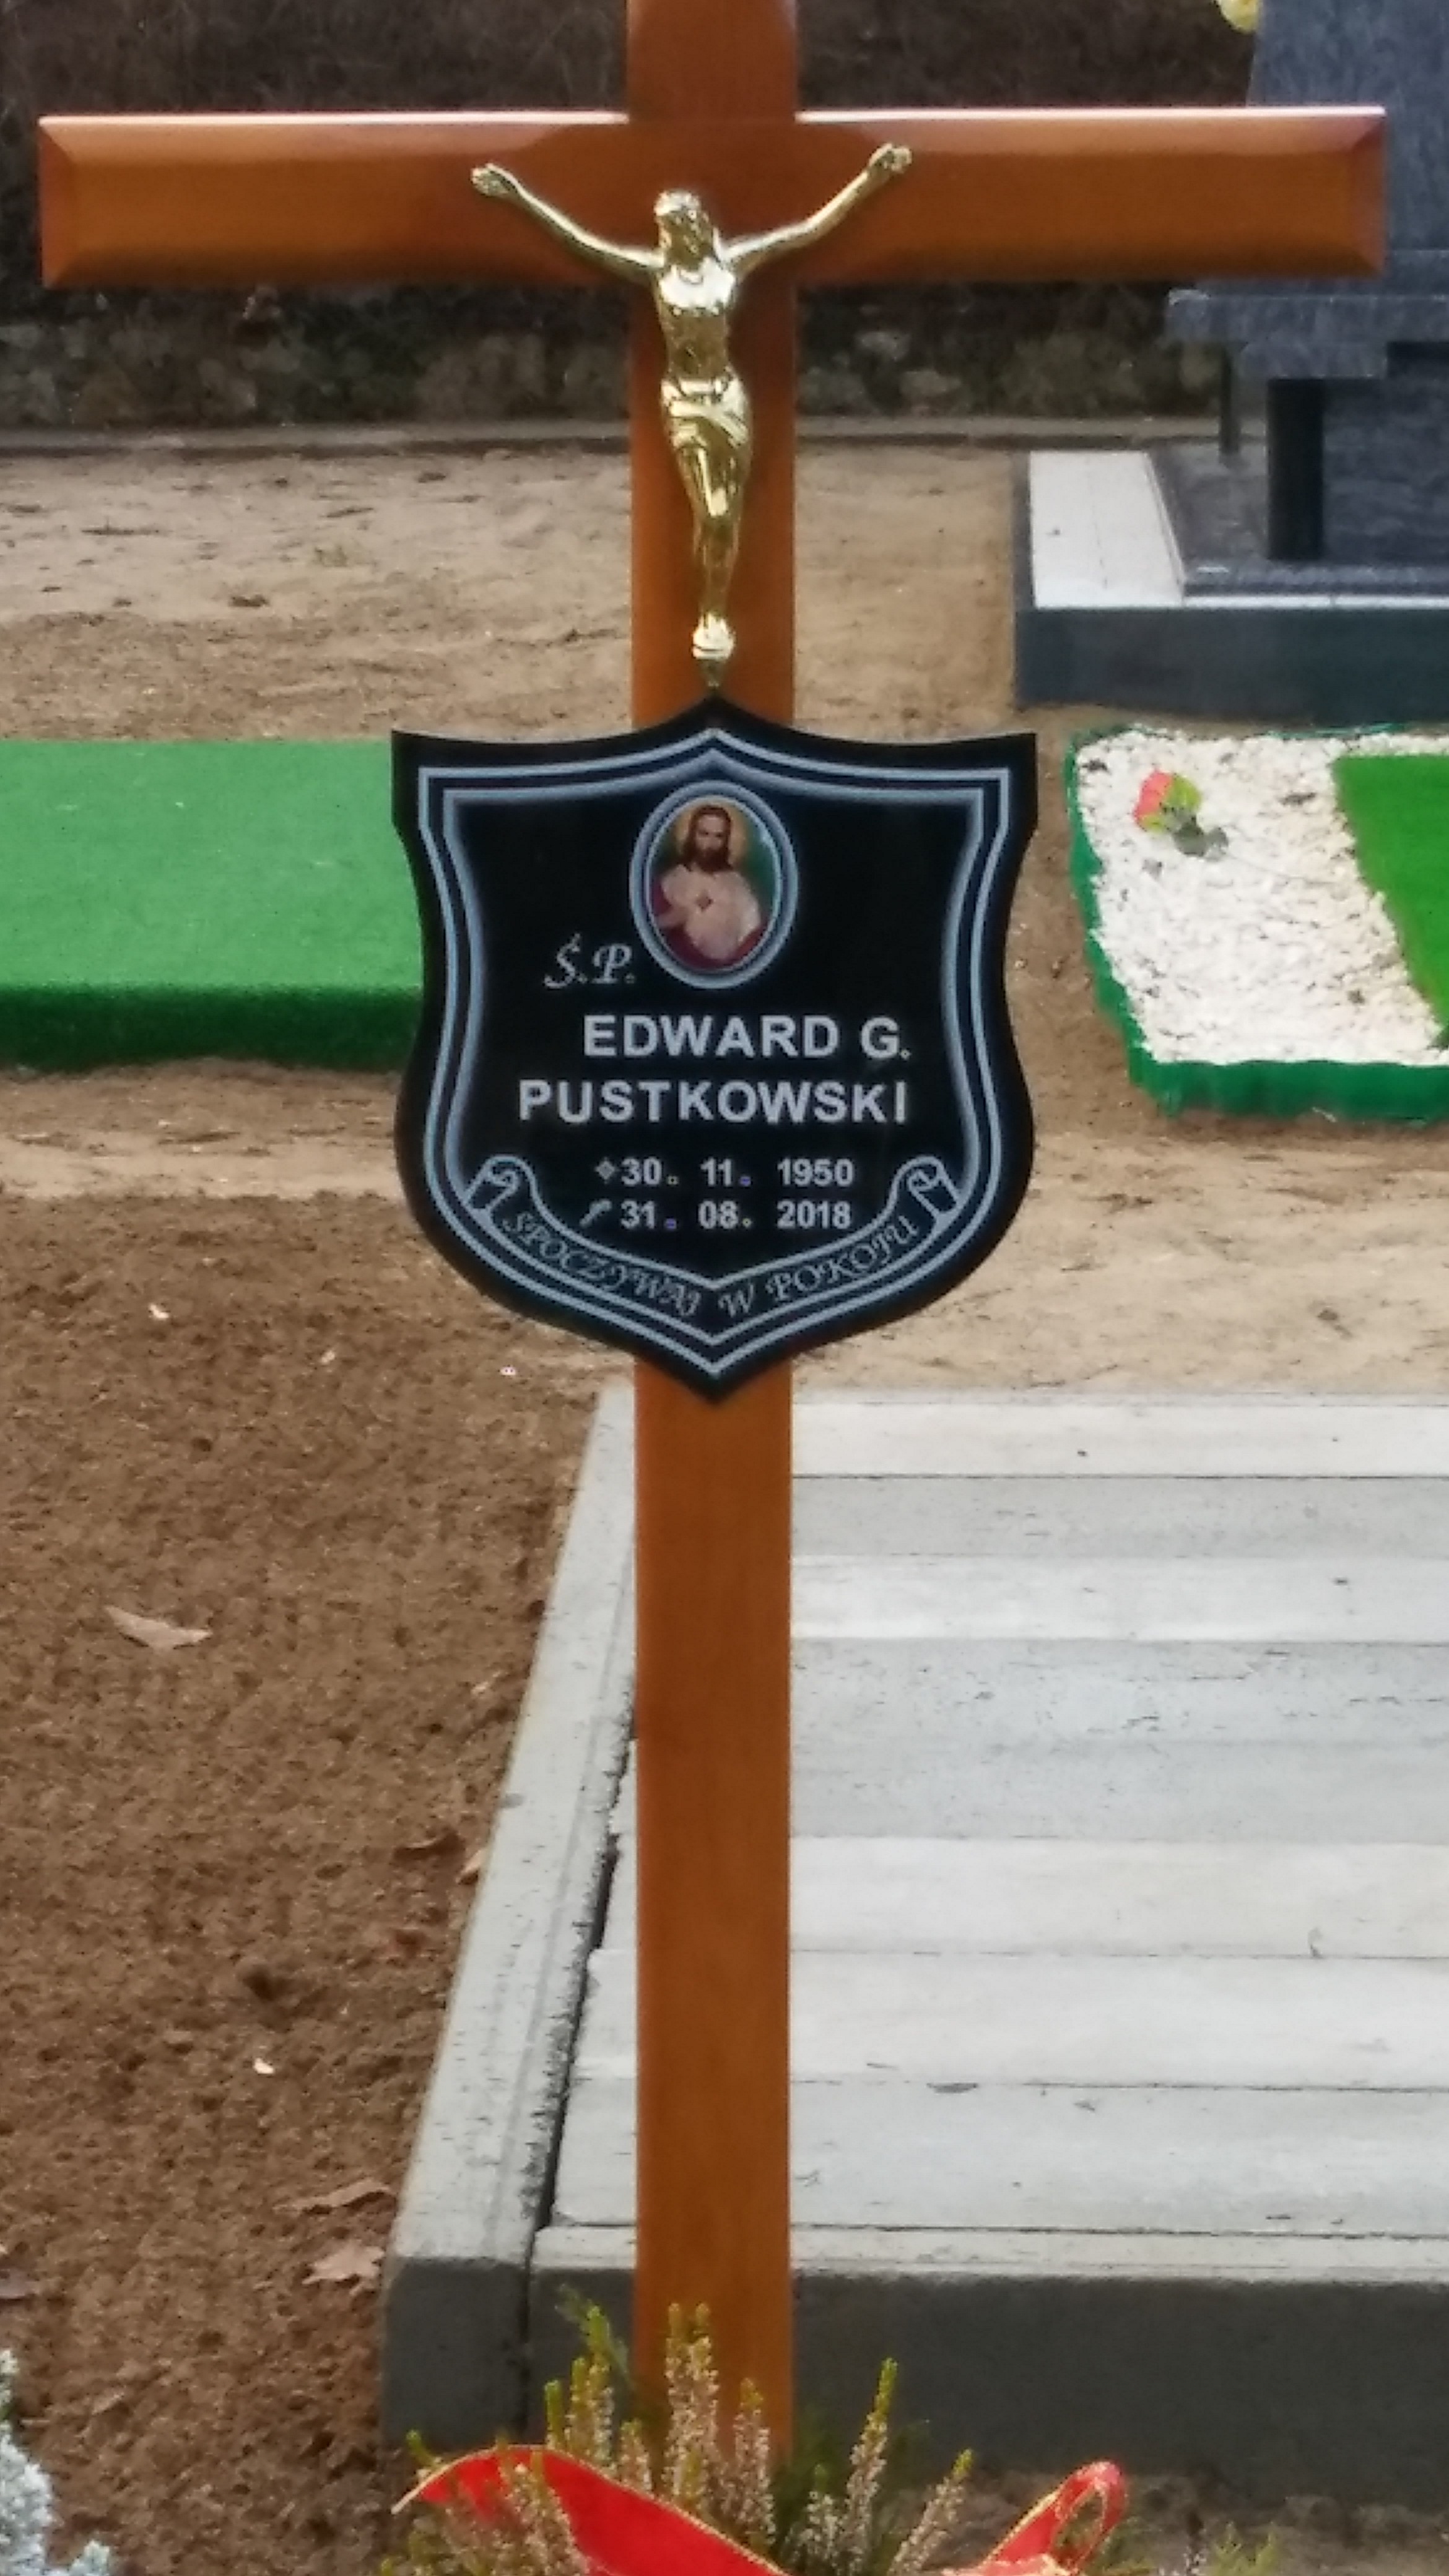 Ś.P.
EDWARD G.
PUSTKOWSKI
30. 11. 1950
31. 08. 2018
SPOCZYWAJ W POKOJU